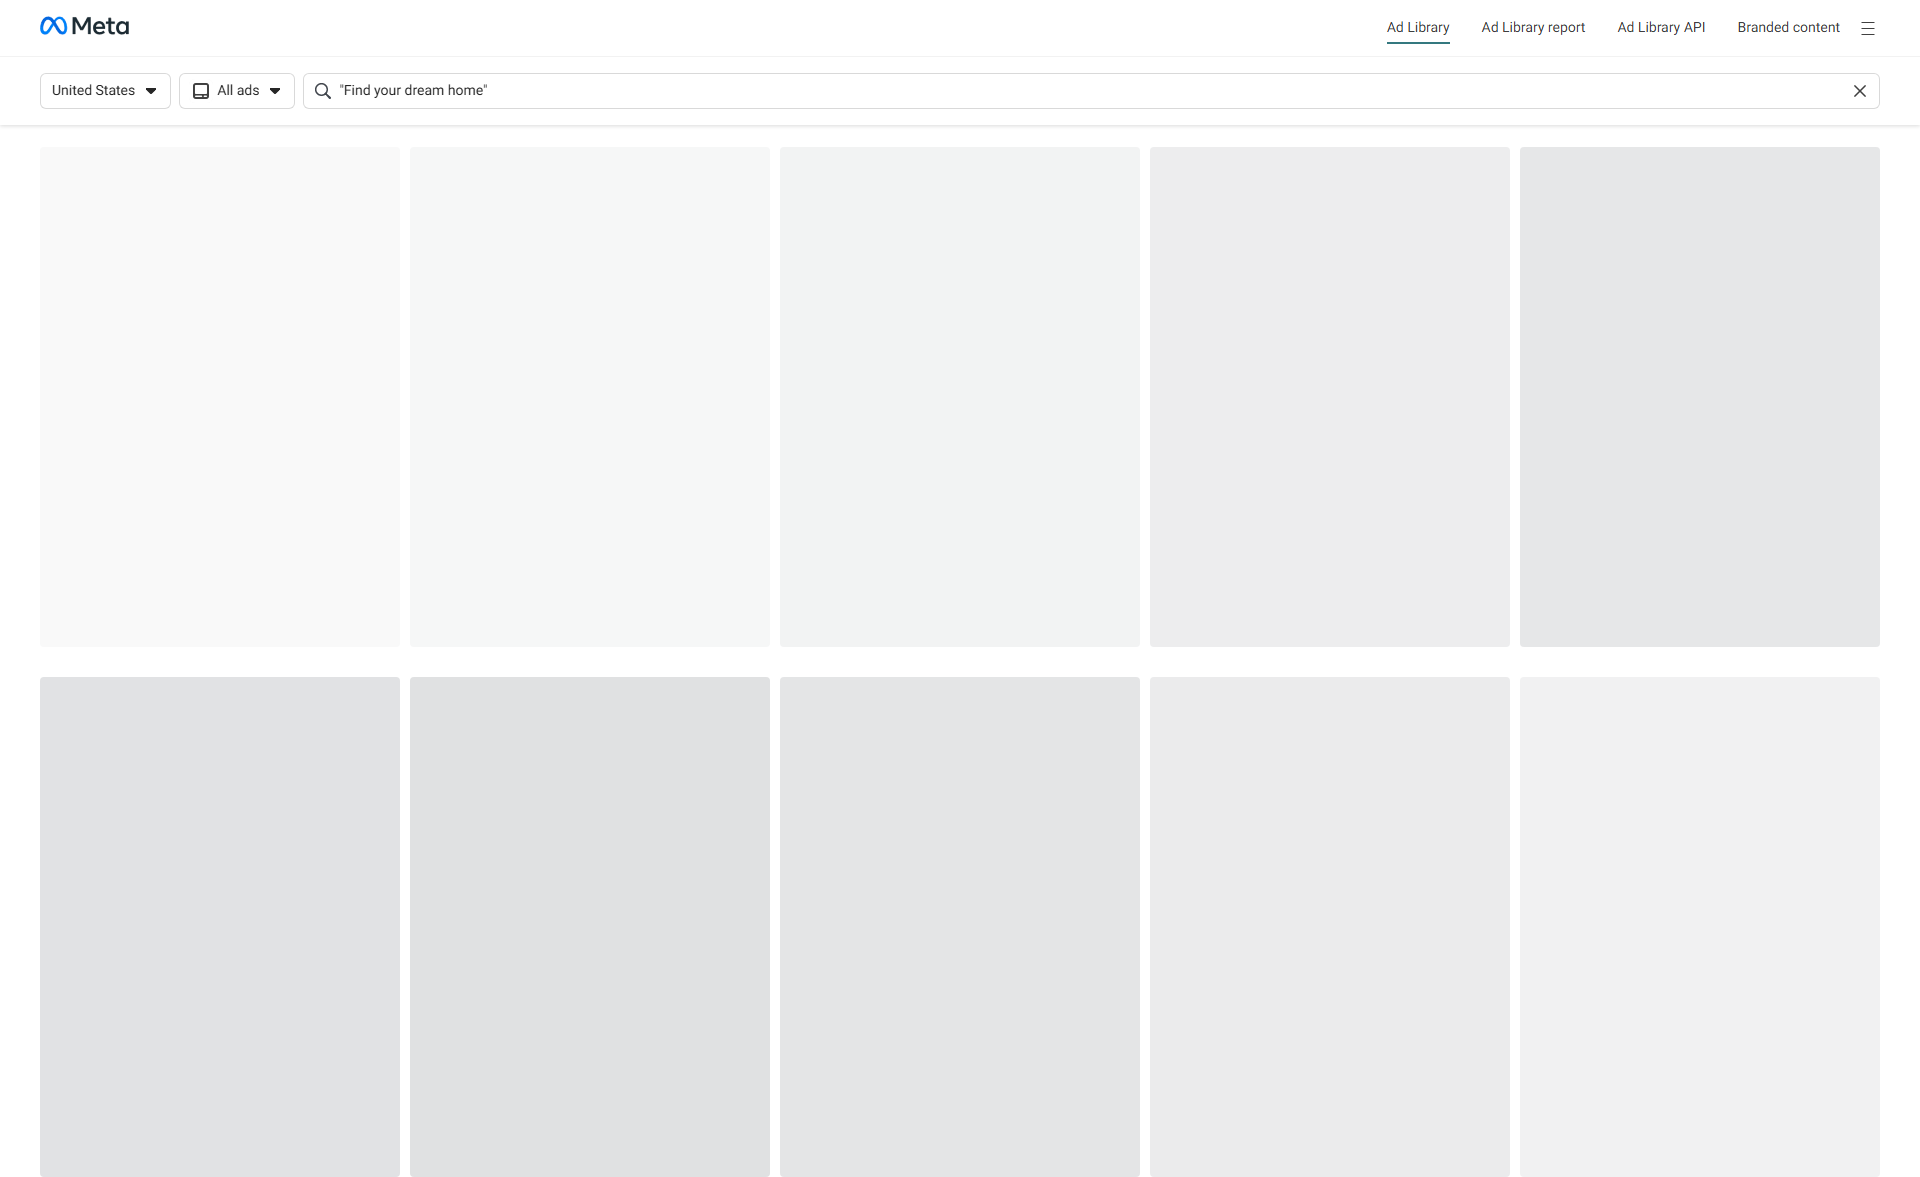 Meta
Ad Library
Ad Library report
Ad Library API
Branded content
United States
All ads
"Find your dream home"